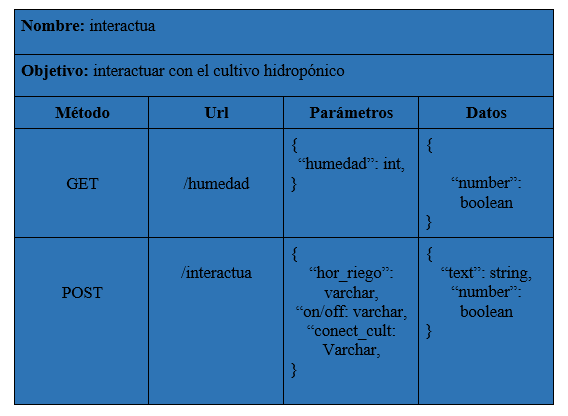 Nombre: interactua
Objetivo: interactuar con el cultivo hidropónico
Método Url Parámetros Datos
GET
/humedad
{
“humedad”: int,
}
{
“number”:
boolean
}
POST
/interactua
{
“hor_riego”:
varchar,
“on/off: varchar,
“conect_cult:
Varchar,
}
{
“text”: string,
“number”:
boolean
}